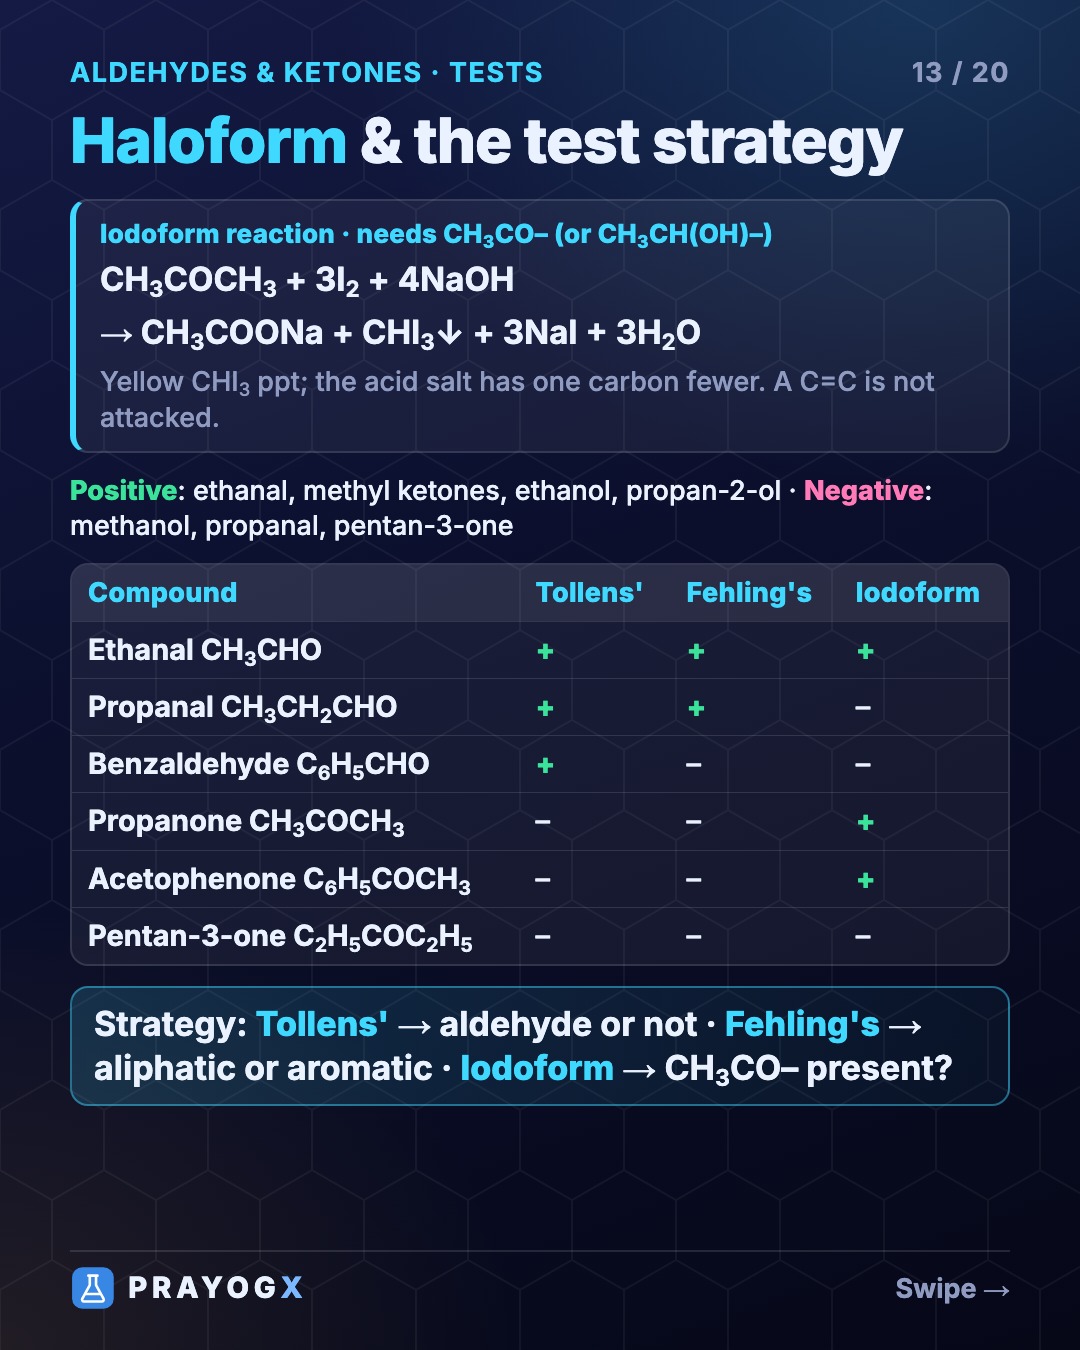 ALDEHYDES & KETONES · TESTS
13 / 20
Haloform & the test strategy
Iodoform reaction · needs CH₃CO– (or CH₃CH(OH)–)
CH₃COCH₃ + 3I₂ + 4NaOH
→ CH₃COONa + CHI₃↓ + 3NaI + 3H₂O
Yellow CHI₃ ppt; the acid salt has one carbon fewer. A C=C is not
attacked.
Positive: ethanal, methyl ketones, ethanol, propan-2-ol · Negative:
methanol, propanal, pentan-3-one
Compound Tollens' Fehling's Iodoform
Ethanal CH₃CHO + + +
Propanal CH₃CH₂CHO + + –
Benzaldehyde C₆H₅CHO + – –
Propanone CH₃COCH₃ – – +
Acetophenone C₆H₅COCH₃ – – +
Pentan-3-one C₂H₅COC₂H₅ – – –
Strategy: Tollens' → aldehyde or not · Fehling's →
aliphatic or aromatic · Iodoform → CH₃CO– present?
PRAYOGX
Swipe →